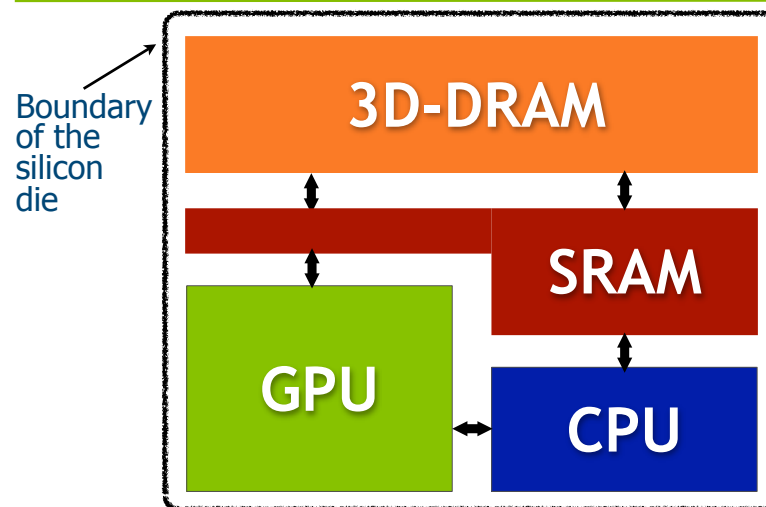 3D-DRAM
Boundary
of the
silicon
die
SRAM
GPU
CPU